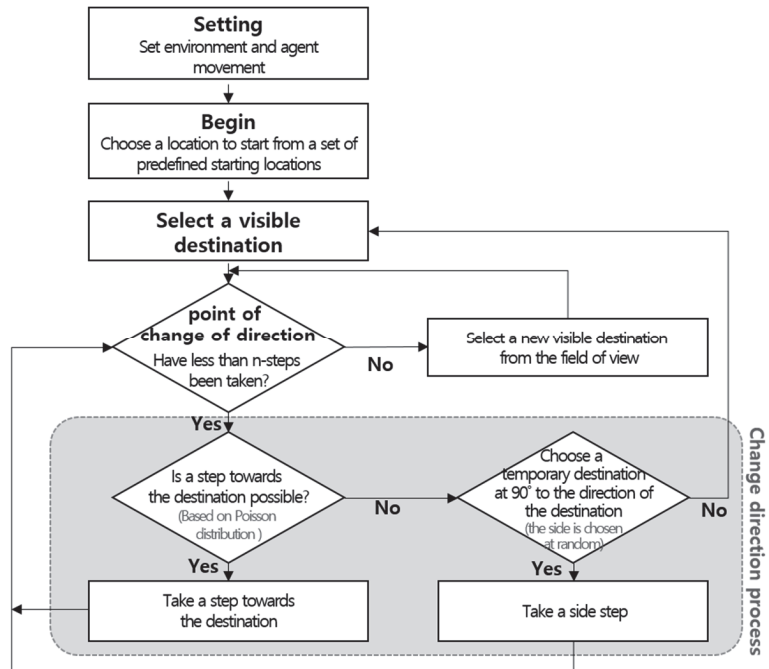 Setting
Set environment and agent
movement
Begin
Choose a location to start from a set of
predefined starting locations
Select a visible
destination
point of
change of direction
Have less than n-steps
been taken?
No
Select a new visible destination
from the field of view
Yes
Is a step towards
the destination possible?
(Based on Poisson
distribution )
No
Choose a
temporary destination
at 90° to the direction of
the destination
(the side is chosen
at random)
No
Yes
Take a step towards
the destination
Yes
Take a side step
Change direction process